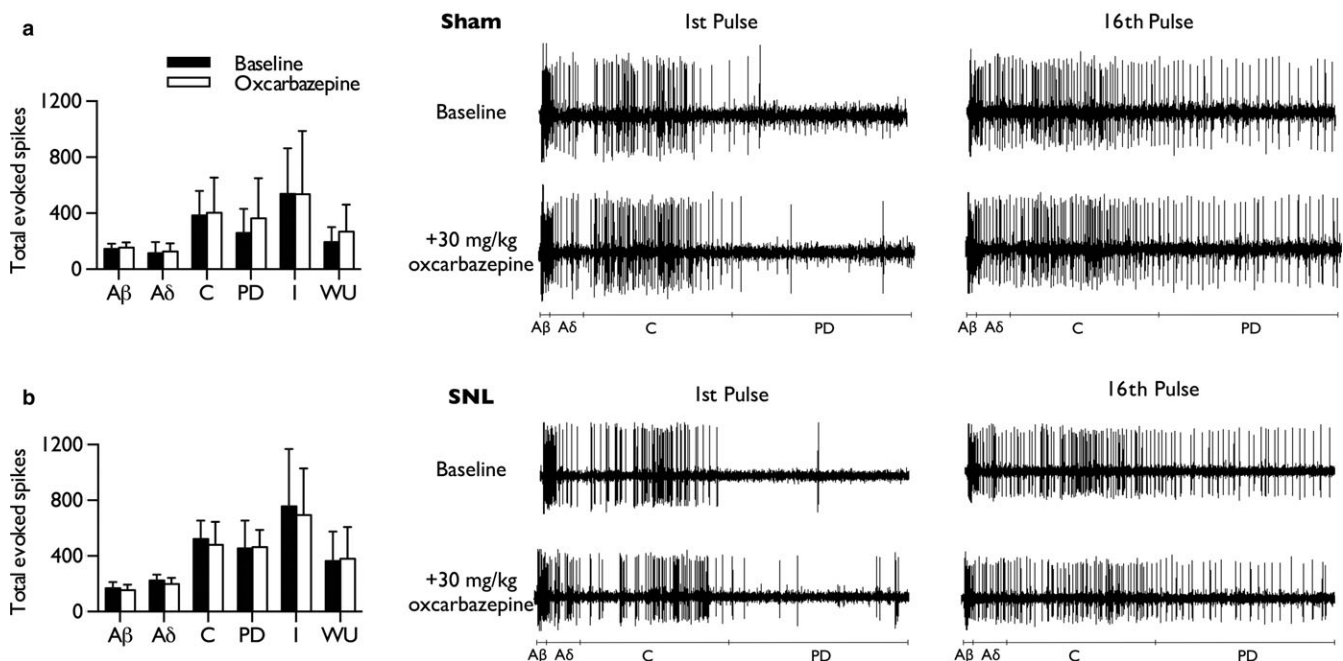 a
Baseline
Oxcarbazepine
Total evoked spikes
1200
800
400
0
Aβ Aδ C PD I WU
Sham
1st Pulse
16th Pulse
Baseline
+30 mg/kg
oxcarbazepine
Aβ Aδ C PD
Aβ Aδ C PD
b
Total evoked spikes
1200
800
400
0
Aβ Aδ C PD I WU
SNL
1st Pulse
16th Pulse
Baseline
+30 mg/kg
oxcarbazepine
Aβ Aδ C PD
Aβ Aδ C PD